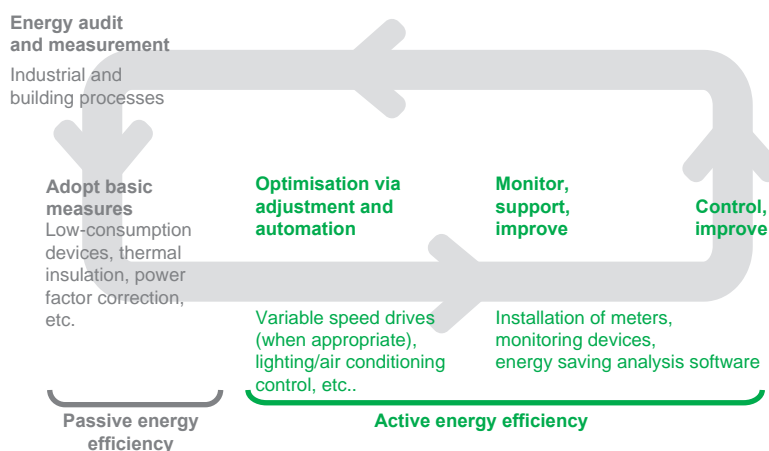 Energy audit
and measurement
Industrial and
building processes
Adopt basic
measures
Low-consumption
devices, thermal
insulation, power
factor correction,
etc.
Optimisation via
adjustment and
automation
Monitor,
support,
improve
Control,
improve
Variable speed drives
(when appropriate),
lighting/air conditioning
control, etc..
Installation of meters,
monitoring devices,
energy saving analysis software
Passive energy
efficiency
Active energy efficiency